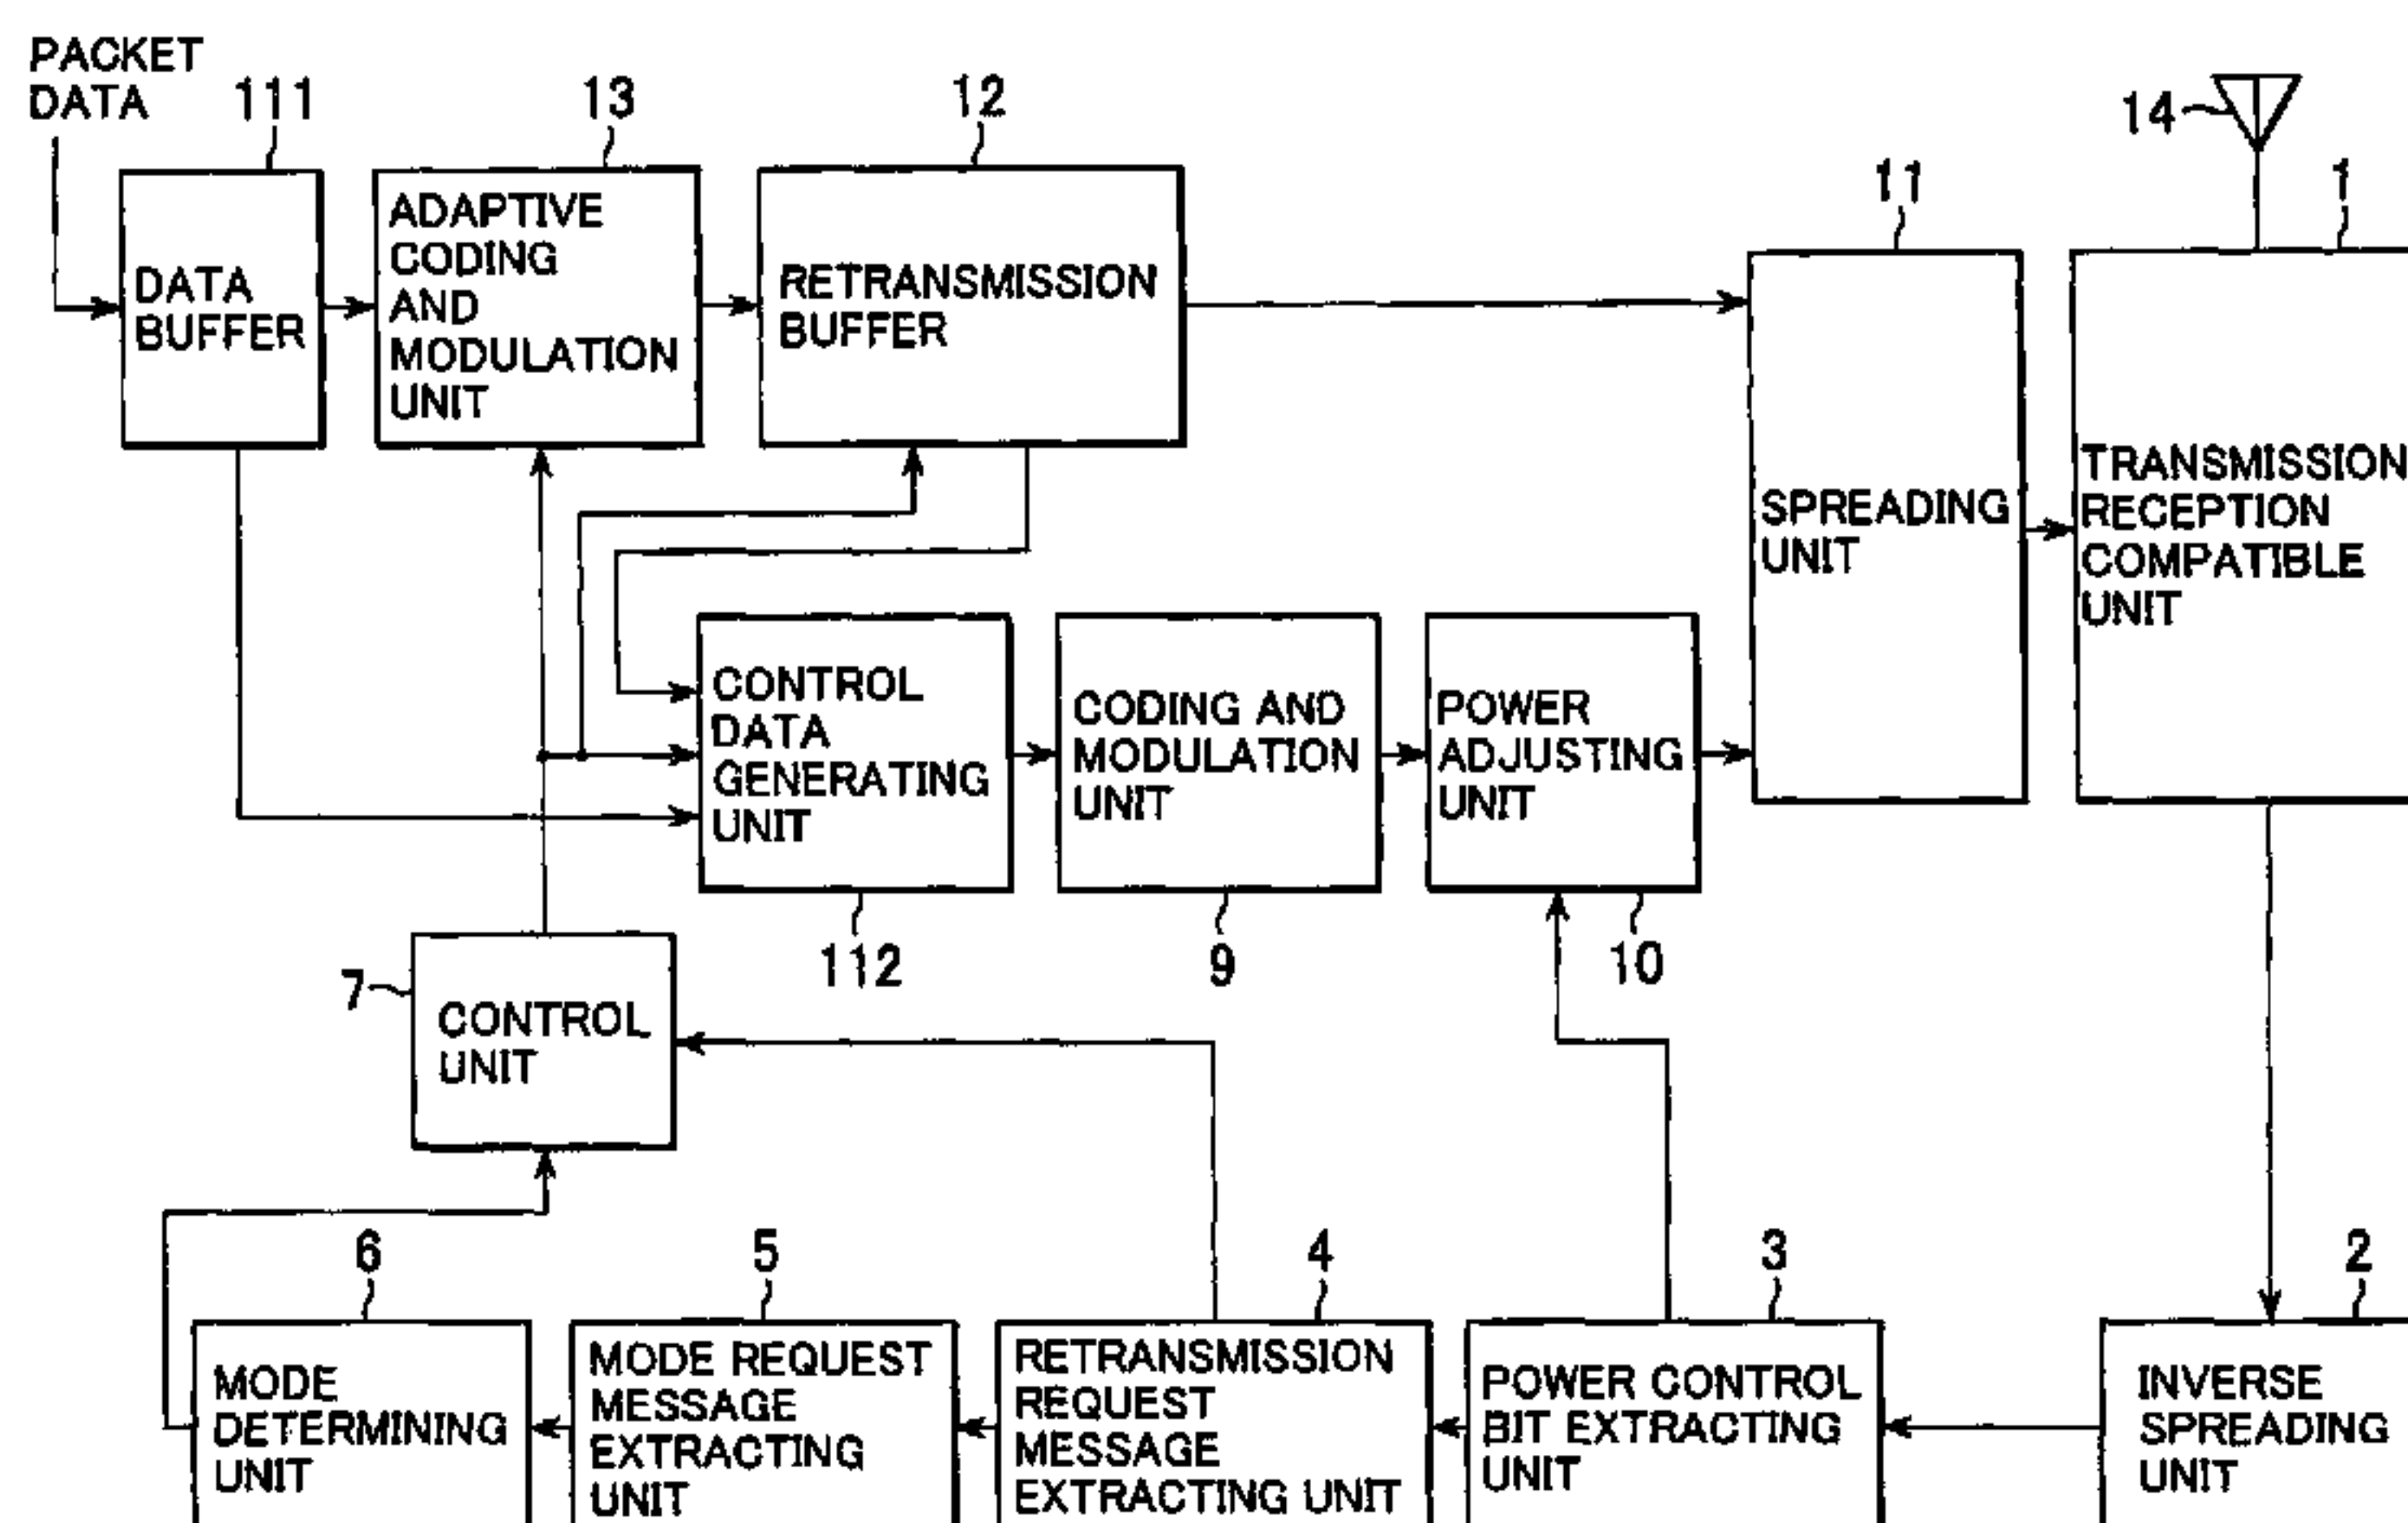 PACKET
DATA
111
13
12
14
11
1
DATA
BUFFER
ADAPTIVE
CODING
AND
MODULATION
UNIT
RETRANSMISSION
BUFFER
SPREADING
UNIT
TRANSMISSION
RECEPTION
COMPATIBLE
UNIT
CONTROL
DATA
GENERATING
UNIT
CODING AND
MODULATION
UNIT
POWER
ADJUSTING
UNIT
112
9
10
7
CONTROL
UNIT
6
5
4
3
2
MODE
DETERMINING
UNIT
MODE REQUEST
MESSAGE
EXTRACTING
UNIT
RETRANSMISSION
REQUEST
MESSAGE
EXTRACTING UNIT
POWER CONTROL
BIT EXTRACTING
UNIT
INVERSE
SPREADING
UNIT